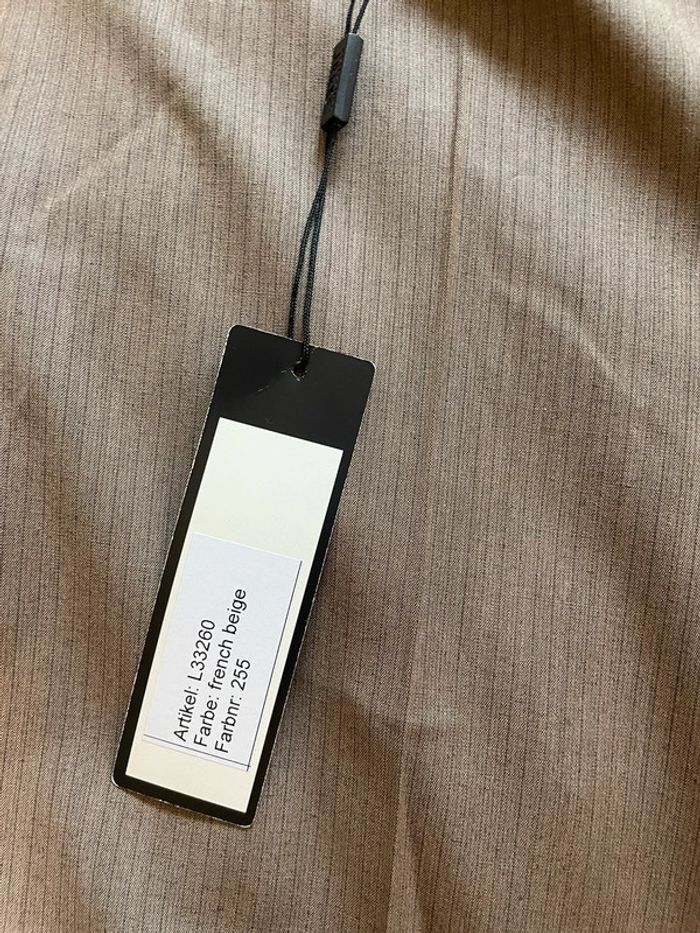 Artikel: L33260
Farbe: french beige
Farbnr: 255